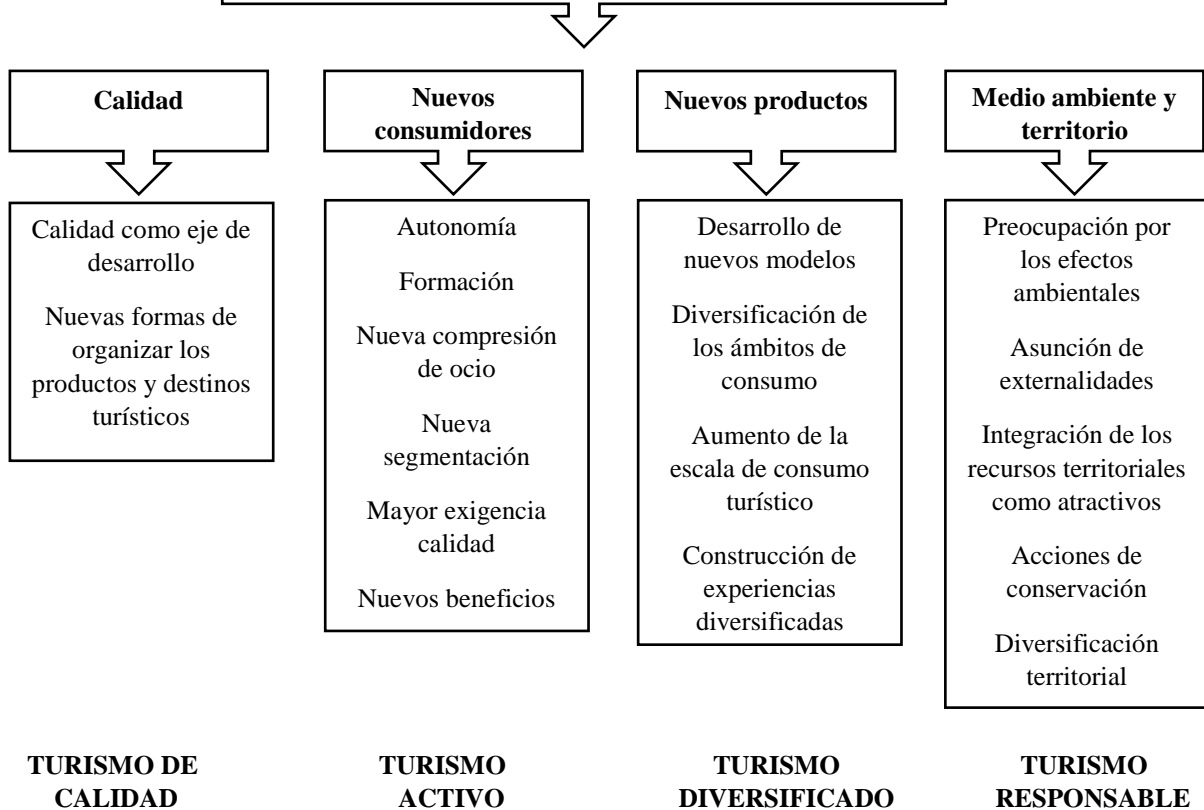 Calidad
Calidad como eje de
desarrollo
Nuevas formas de
organizar los
productos y destinos
turísticos
TURISMO DE
CALIDAD
Nuevos
consumidores
Autonomía
Formación
Nueva compresión
de ocio
Nueva
segmentación
Mayor exigencia
calidad
Nuevos beneficios
TURISMO
ACTIVO
Nuevos productos
Desarrollo de
nuevos modelos
Diversificación de
los ámbitos de
consumo
Aumento de la
escala de consumo
turístico
Construcción de
experiencias
diversificadas
TURISMO
DIVERSIFICADO
Medio ambiente y
territorio
Preocupación por
los efectos
ambientales
Asunción de
externalidades
Integración de los
recursos territoriales
como atractivos
Acciones de
conservación
Diversificación
territorial
TURISMO
RESPONSABLE